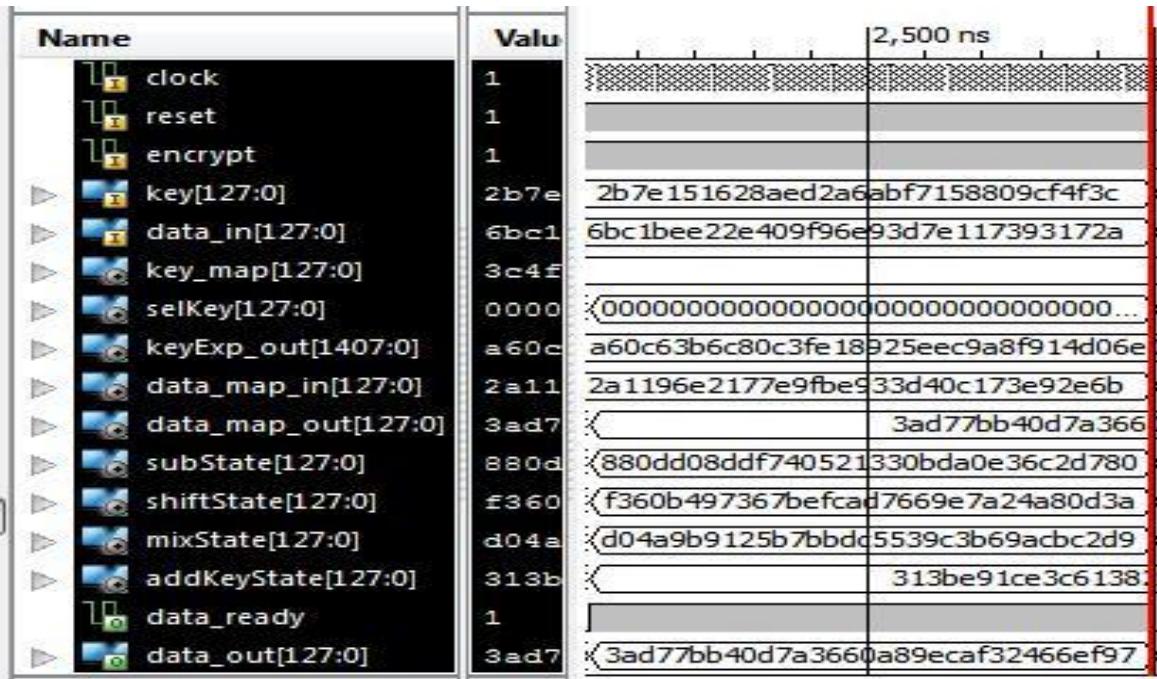 Name Valu 2,500 ns
clock 1
reset 1
encrypt 1
key[127:0] 2b7e 2b7e151628aed2a6abf7158809cf4f3c
data_in[127:0] 6bc1 6bc1bee22e409f96e93d7e117393172a
key_map[127:0] 3c4f
selKey[127:0] 0000 00000000000000000000000000000...
keyExp_out[1407:0] a60c a60c63b6c80c3fe18925eec9a8f914d06e
data_map_in[127:0] 2a11 2a1196e2177e9fbe933d40c173e92e6b
data_map_out[127:0] 3ad7 3ad77bb40d7a366
subState[127:0] 880d 880dd08ddf740521330bda0e36c2d780
shiftState[127:0] f360 f360b497367befcad7669e7a24a80d3a
mixState[127:0] d04a d04a9b9125b7bbdc5539c3b69acbc2d9
addKeyState[127:0] 313b 313be91ce3c6138
data_ready 1
data_out[127:0] 3ad7 3ad77bb40d7a3660a89ecaf32466ef97